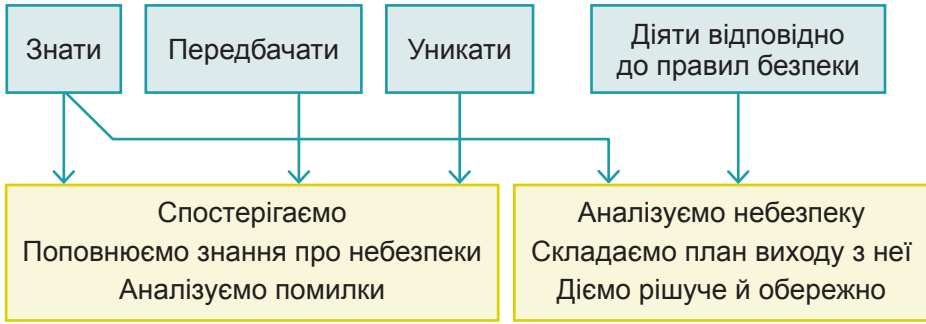 Знати
Передбачати
Уникати
Діяти відповідно
до правил безпеки
Спостерігаємо
Поповнюємо знання про небезпеки
Аналізуємо помилки
Аналізуємо небезпеку
Складаємо план виходу з неї
Діємо рішуче й обережно